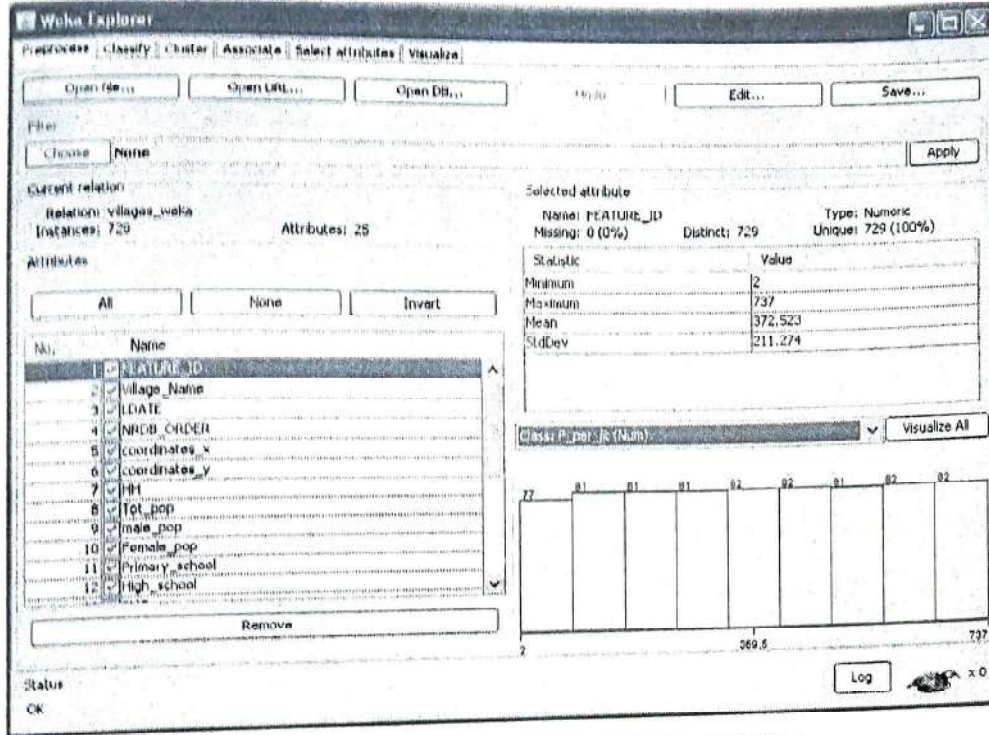 Weka Explorer
Preprocess Classify Cluster Associate Select attributes Visualize
Open file... Open URL... Open DB... Undo Edit... Save...
Filter
Choose None Apply
Current relation
Relation: villages_weka
Instances: 729 Attributes: 25
Attributes
All None Invert
No. Name
1 FEATURE_ID
2 Village_Name
3 LDATE
4 NRDB_ORDER
5 coordinates_x
6 coordinates_y
7 HH
8 Tot_pop
9 male_pop
10 Female_pop
11 Primary_school
12 High_school
Remove
Selected attribute
Name: FEATURE_ID Type: Numeric
Missing: 0 (0%) Distinct: 729 Unique: 729 (100%)
Statistic Value
Minimum 2
Maximum 737
Mean 372.523
StdDev 211.274
Class: (Num) Visualize All
77 81 81 81 82 82 81 82 82
2 369.5 737
Status
OK
Log x 0